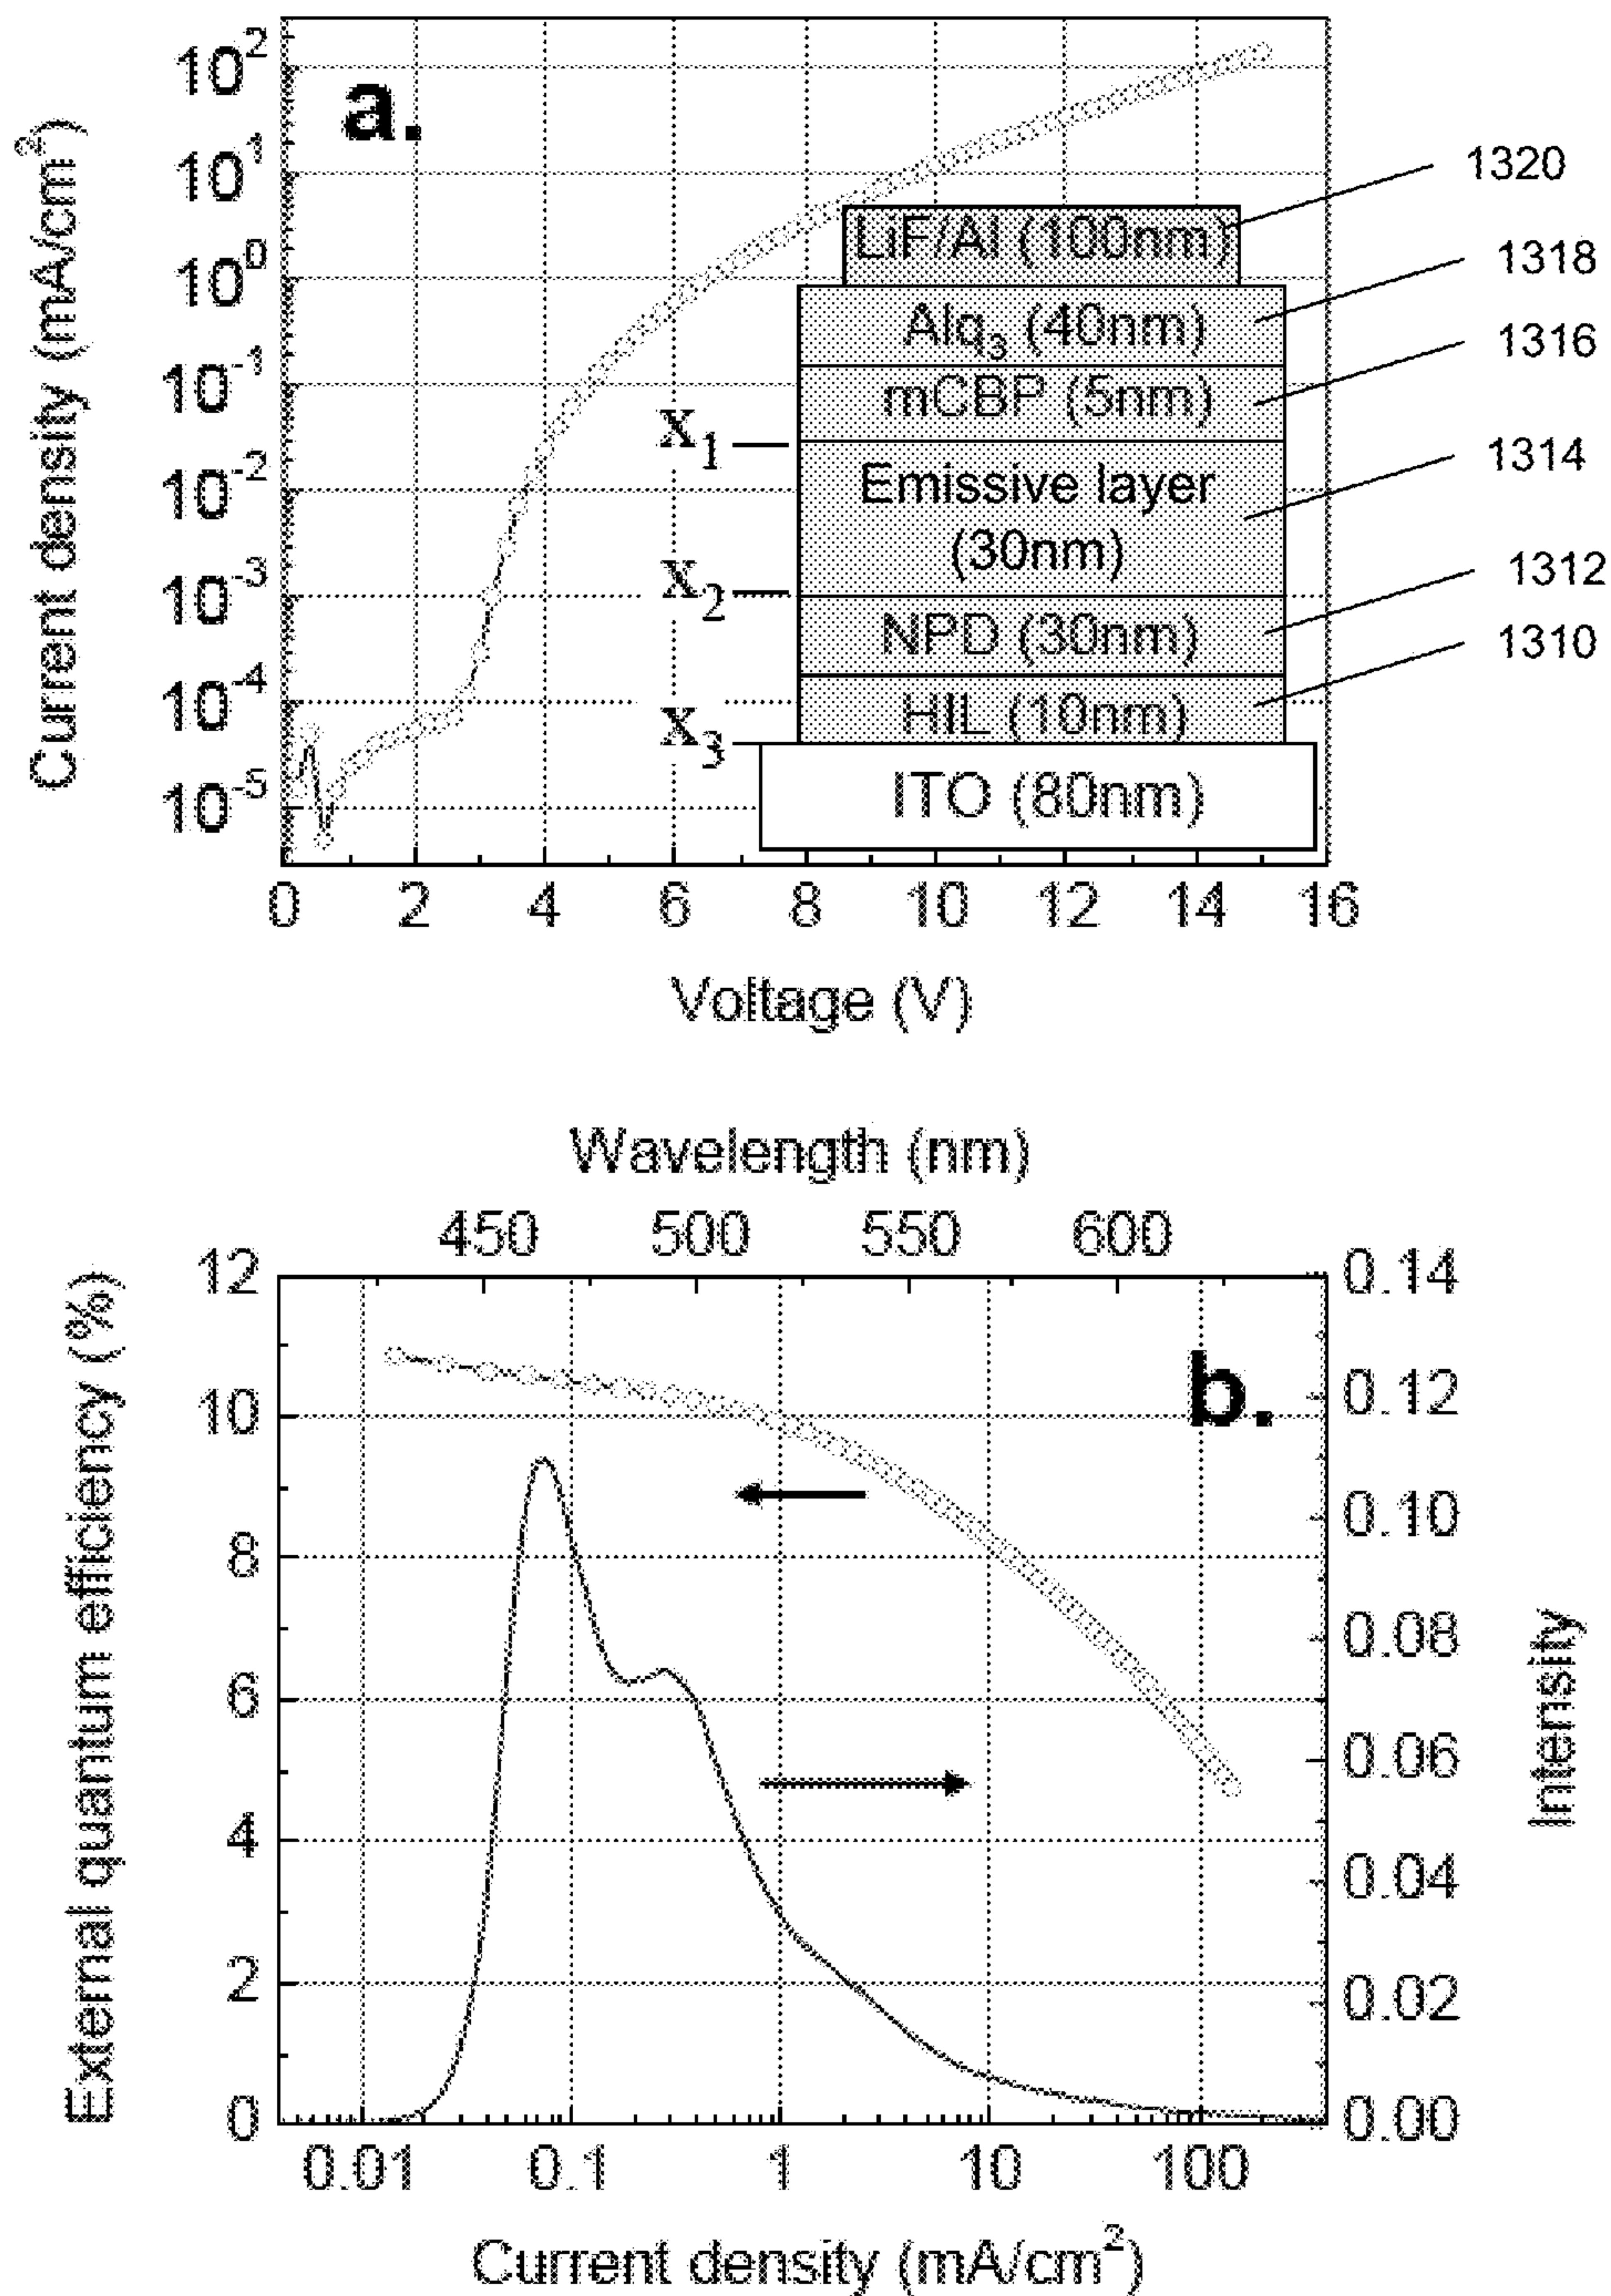 a.
Current density (mA/cm²)
10²
10¹
10⁰
10⁻¹
10⁻²
10⁻³
10⁻⁴
10⁻⁵
0 2 4 6 8 10 12 14 16
Voltage (V)
LiF/Al (100nm)
Alq₃ (40nm)
mCBP (5nm)
Emissive layer
(30nm)
NPD (30nm)
HIL (10nm)
ITO (80nm)
X₁
X₂
X₃
1320
1318
1316
1314
1312
1310
Wavelength (nm)
450 500 550 600
b.
External quantum efficiency (%)
12
10
8
6
4
2
0
0.14
0.12
0.10
0.08
0.06
0.04
0.02
0.00
Intensity
0.01 0.1 1 10 100
Current density (mA/cm²)